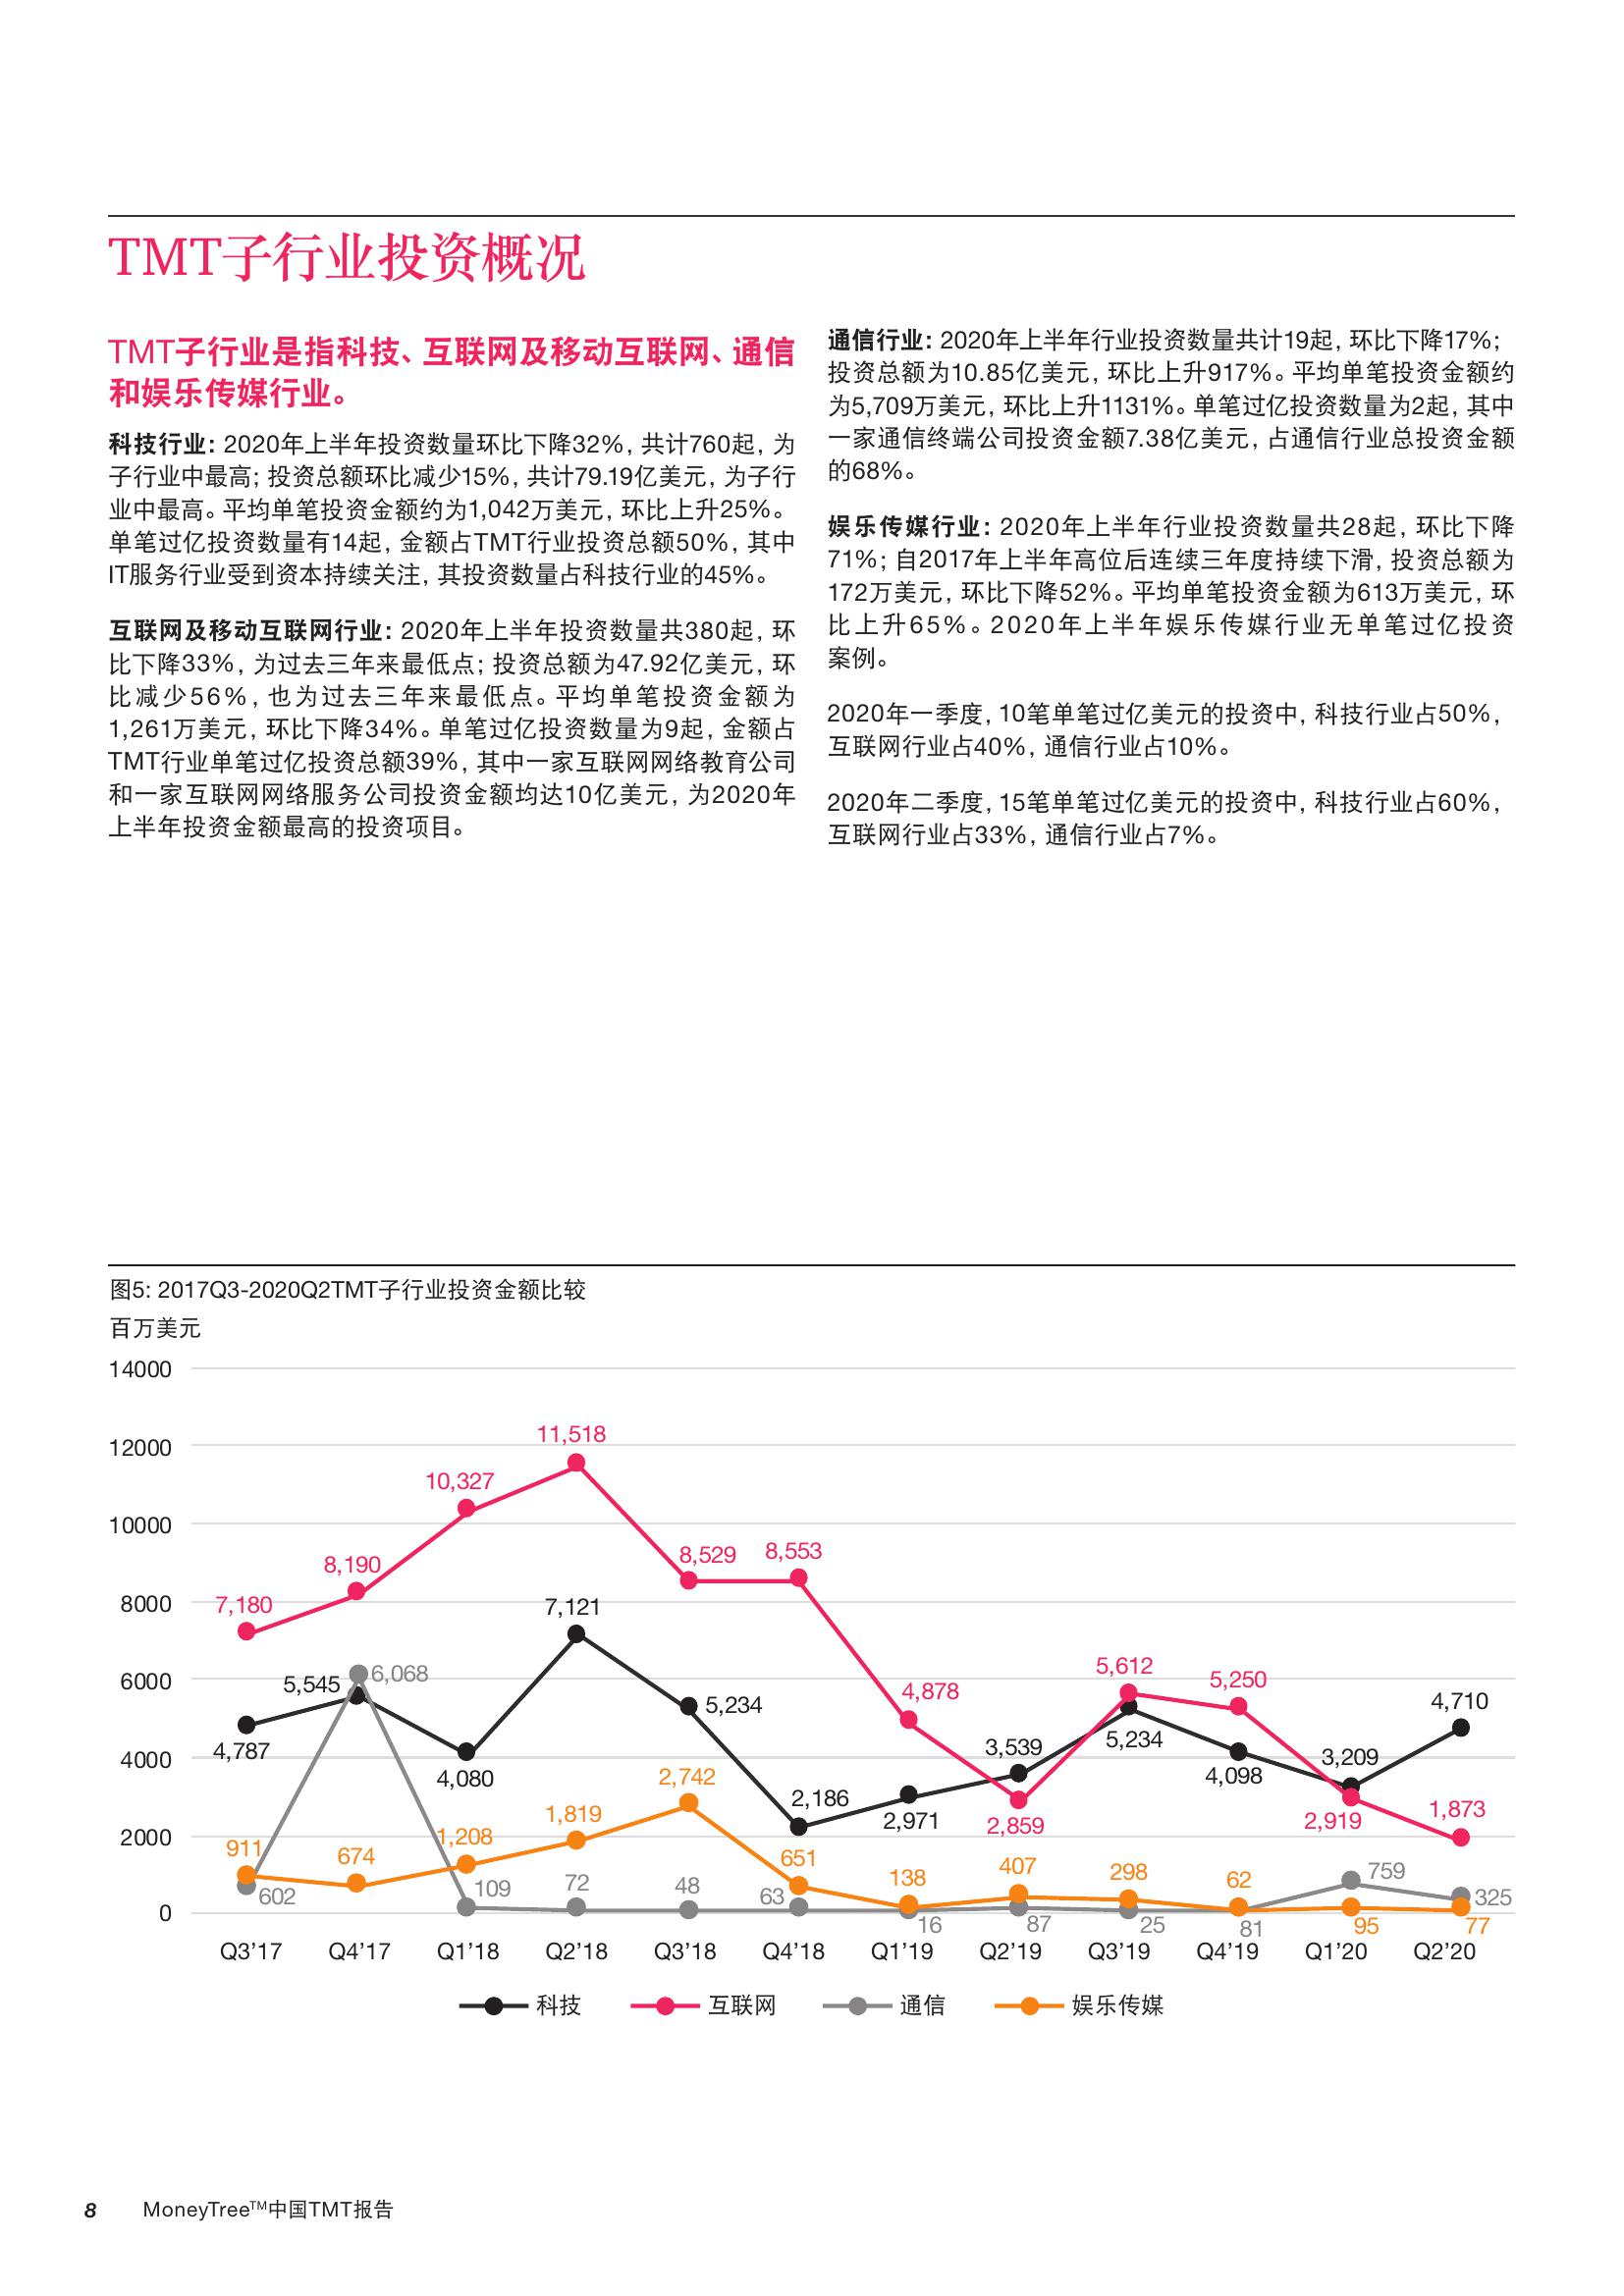 TMT子行业投资概况
TMT子行业是指科技、互联网及移动互联网、通信
和娱乐传媒行业。
科技行业：2020年上半年投资数量环比下降32%，共计760起，为
子行业中最高；投资总额环比减少15%，共计79.19亿美元，为子行
业中最高。平均单笔投资金额约为1,042万美元，环比上升25%。
单笔过亿投资数量有14起，金额占TMT行业投资总额50%，其中
IT服务行业受到资本持续关注，其投资数量占科技行业的45%。
互联网及移动互联网行业：2020年上半年投资数量共380起，环
比下降33%，为过去三年来最低点；投资总额为47.92亿美元，环
比减少56%，也为过去三年来最低点。平均单笔投资金额为
1,261万美元，环比下降34%。单笔过亿投资数量为9起，金额占
TMT行业单笔过亿投资总额39%，其中一家互联网网络教育公司
和一家互联网网络服务公司投资金额均达10亿美元，为2020年
上半年投资金额最高的投资项目。
通信行业：2020年上半年行业投资数量共计19起，环比下降17%；
投资总额为10.85亿美元，环比上升917%。平均单笔投资金额约
为5,709万美元，环比上升1131%。单笔过亿投资数量为2起，其中
一家通信终端公司投资金额7.38亿美元，占通信行业总投资金额
的68%。
娱乐传媒行业：2020年上半年行业投资数量共28起，环比下降
71%；自2017年上半年高位后连续三年度持续下滑，投资总额为
172万美元，环比下降52%。平均单笔投资金额为613万美元，环
比上升65%。2020年上半年娱乐传媒行业无单笔过亿投资
案例。
2020年一季度，10笔单笔过亿美元的投资中，科技行业占50%，
互联网行业占40%，通信行业占10%。
2020年二季度，15笔单笔过亿美元的投资中，科技行业占60%，
互联网行业占33%，通信行业占7%。
图5: 2017Q3-2020Q2TMT子行业投资金额比较
百万美元
14000
12000
10000
8000
6000
4000
2000
0
7,180 8,190 10,327 11,518 8,529 8,553 4,878 2,859 5,612 5,250 2,919 1,873
4,787 5,545 4,080 7,121 5,234 2,186 2,971 3,539 5,234 4,098 3,209 4,710
911 674 1,208 1,819 2,742 651 138 407 298 62 95 77
602 6,068 109 72 48 63 16 87 25 81 759 325
Q3’17 Q4’17 Q1’18 Q2’18 Q3’18 Q4’18 Q1’19 Q2’19 Q3’19 Q4’19 Q1’20 Q2’20
科技 互联网 通信 娱乐传媒
8 MoneyTree™中国TMT报告